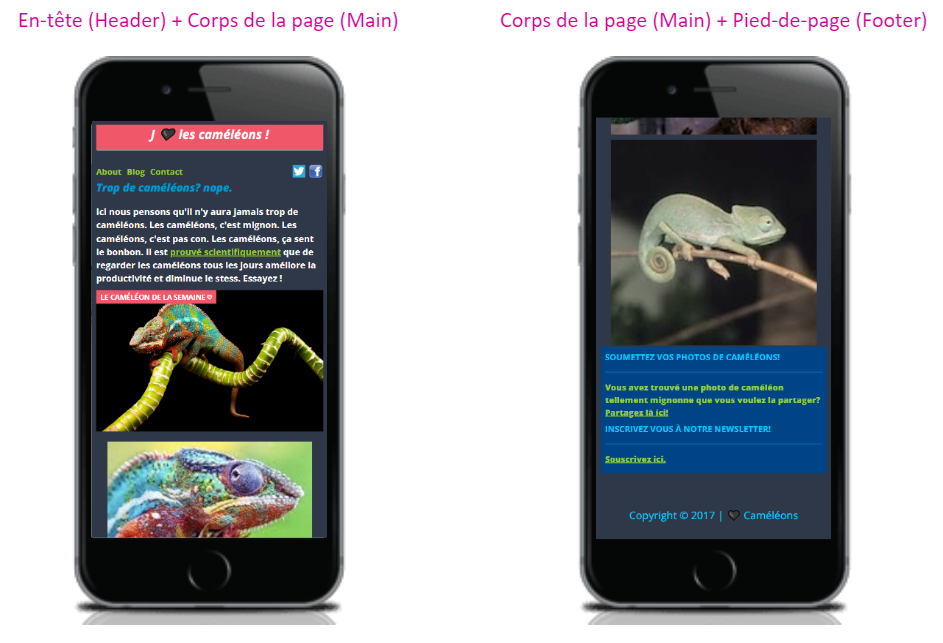 En-tête (Header) + Corps de la page (Main)
J 🖤 les caméléons !
About Blog Contact
Trop de caméléons? nope.
Ici nous pensons qu'il n'y aura jamais trop de
caméléons. Les caméléons, c'est mignon. Les
caméléons, c'est pas con. Les caméléons, ça sent
le bonbon. Il est prouvé scientifiquement que de
regarder les caméléons tous les jours améliore la
productivité et diminue le stess. Essayez !
LE CAMÉLÉON DE LA SEMAINE ♡
Corps de la page (Main) + Pied-de-page (Footer)
SOUMETTEZ VOS PHOTOS DE CAMÉLÉONS!
Vous avez trouvé une photo de caméléon
tellement mignonne que vous voulez la partager?
Partagez là ici!
INSCRIVEZ VOUS À NOTRE NEWSLETTER!
Souscrivez ici.
Copyright © 2017 | 🖤 Caméléons